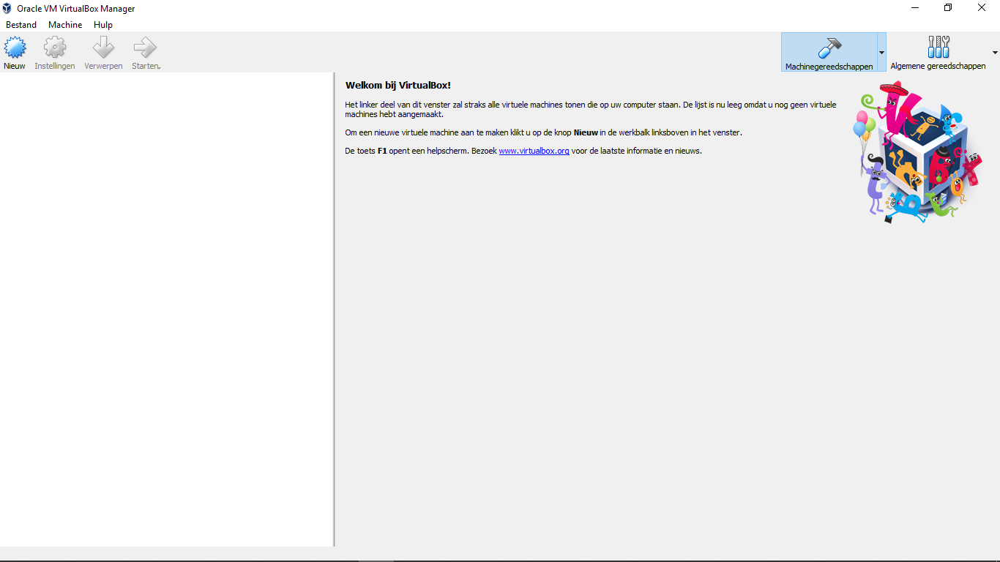 Oracle VM VirtualBox Manager
Bestand Machine Hulp
Nieuw Instellingen Verwerpen Starten Machinegereedschappen Algemene gereedschappen
Welkom bij VirtualBox!
Het linker deel van dit venster zal straks alle virtuele machines tonen die op uw computer staan. De lijst is nu leeg omdat u nog geen virtuele
machines hebt aangemaakt.
Om een nieuwe virtuele machine aan te maken klikt u op de knop Nieuw in de werkbalk linksboven in het venster.
De toets F1 opent een helpscherm. Bezoek www.virtualbox.org voor de laatste informatie en nieuws.